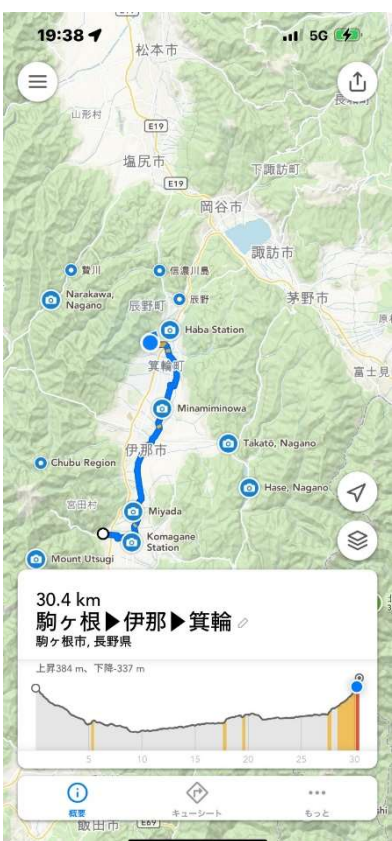 19:38
5G
松本市
山形村
E19
塩尻市
下諏訪町
E19
岡谷市
諏訪市
贄川
信濃川島
Narakawa,
Nagano
辰野町
辰野
茅野市
Haba Station
箕輪町
富士見
Minamiminowa
伊那市
Takatō, Nagano
Chubu Region
Hase, Nagano
宮田村
Miyada
Komagane
Station
Mount Utsugi
30.4 km
駒ヶ根▶伊那▶箕輪
駒ヶ根市, 長野県
上昇384 m、下降-337 m
5 10 15 20 25 30
概要
キューシート
もっと
飯田市
E69